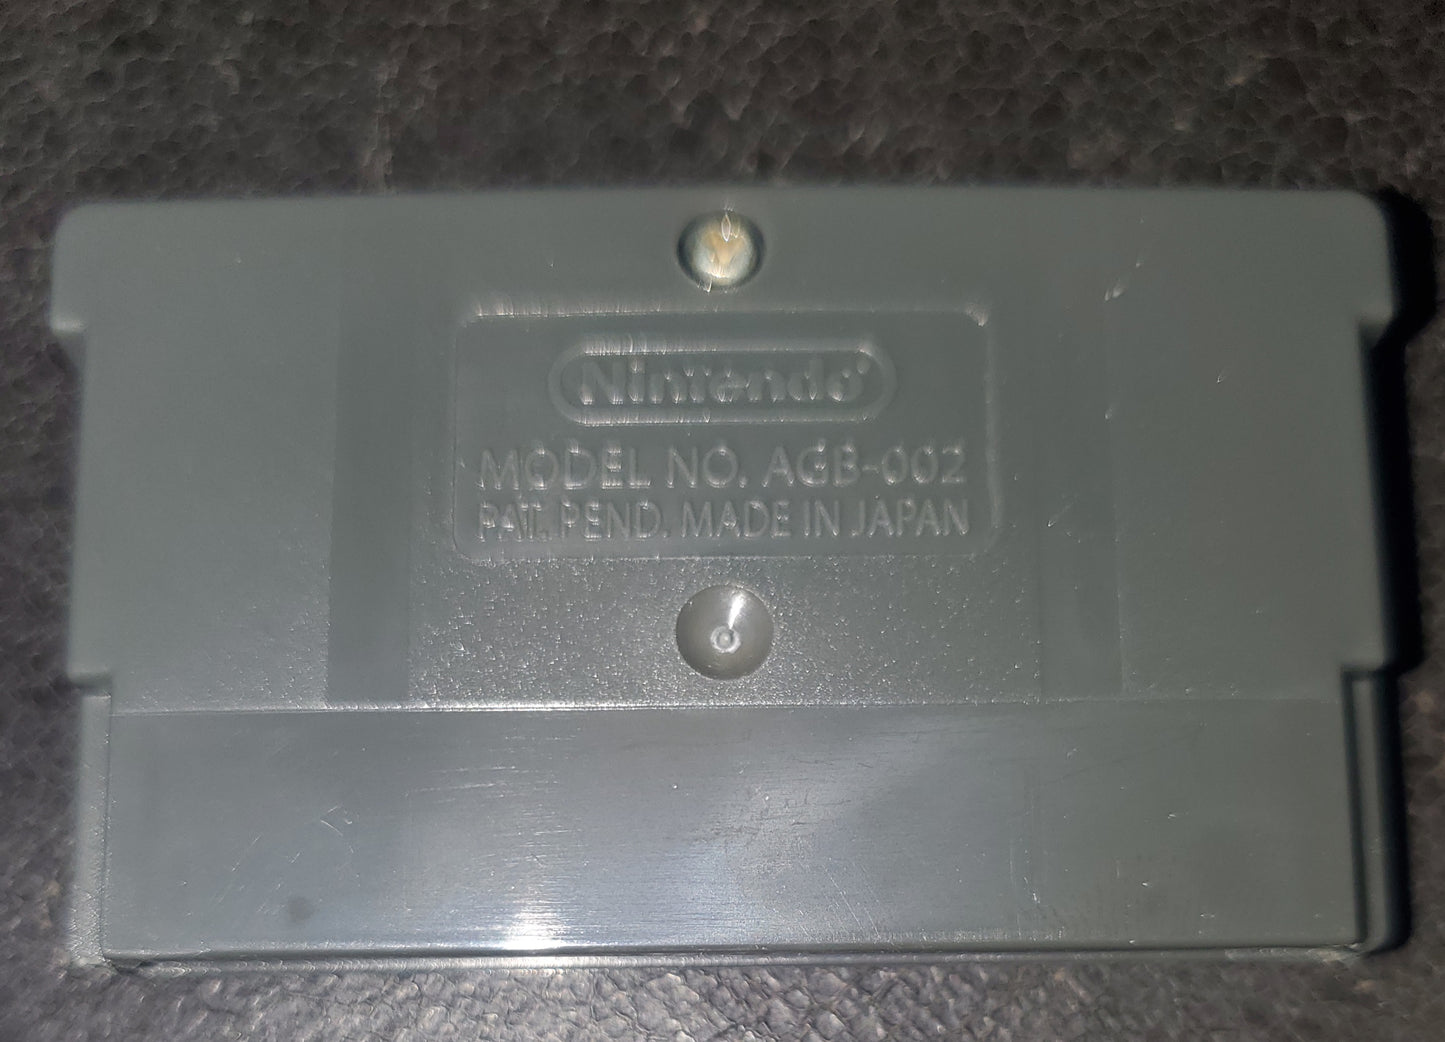 Nintendo®
MODEL NO. AGB-002
PAT. PEND. MADE IN JAPAN